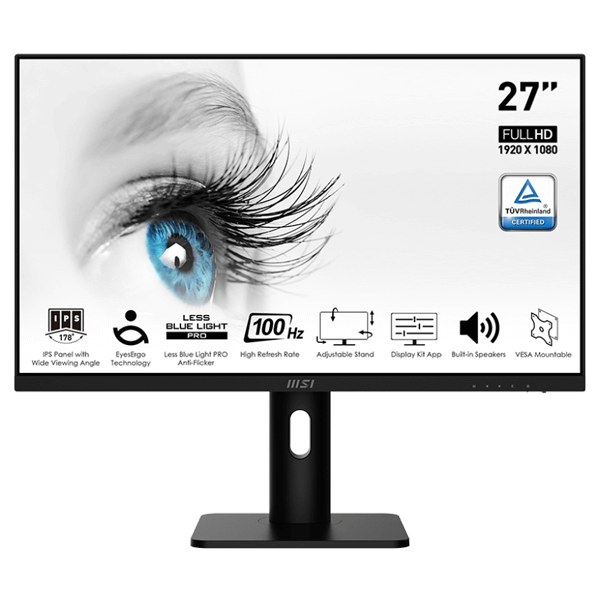 27”
FULL HD
1920 X 1080
TÜVRheinland
CERTIFIED
IPS
178°
IPS Panel with
Wide Viewing Angle
EyesErgo
Technology
LESS
BLUE LIGHT
PRO
Less Blue Light PRO
Anti-Flicker
100Hz
High Refresh Rate
Adjustable Stand
Display Kit App
Built-in Speakers
VESA Mountable
msi